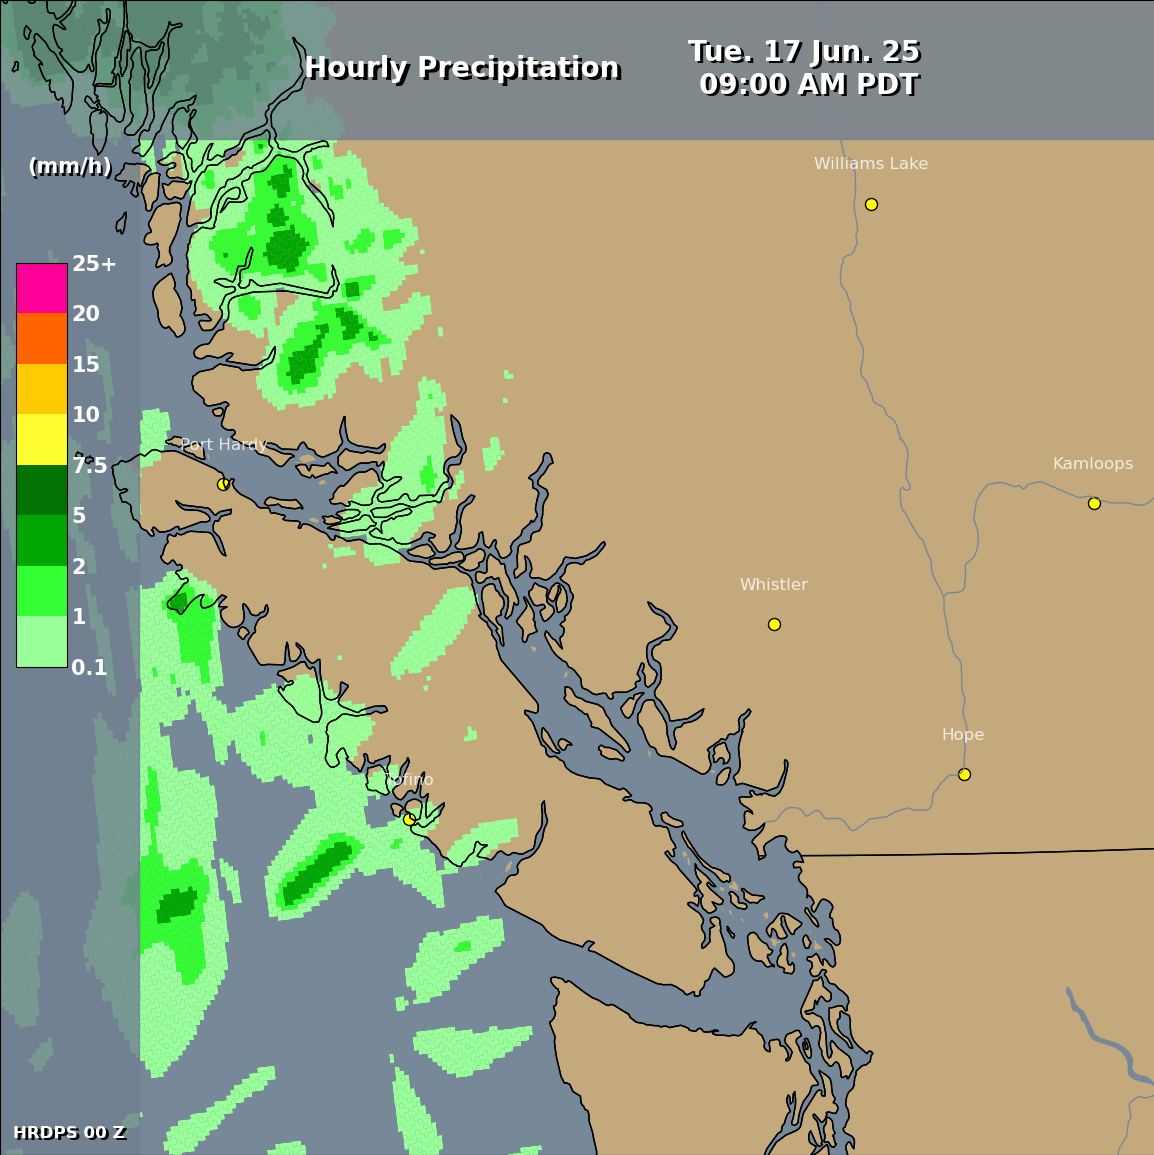 Hourly Precipitation
Tue. 17 Jun. 25
09:00 AM PDT
(mm/h)
Williams Lake
25+
20
15
10
7.5
5
2
1
0.1
Port Hardy
Kamloops
Whistler
Hope
Tofino
HRDPS 00 Z